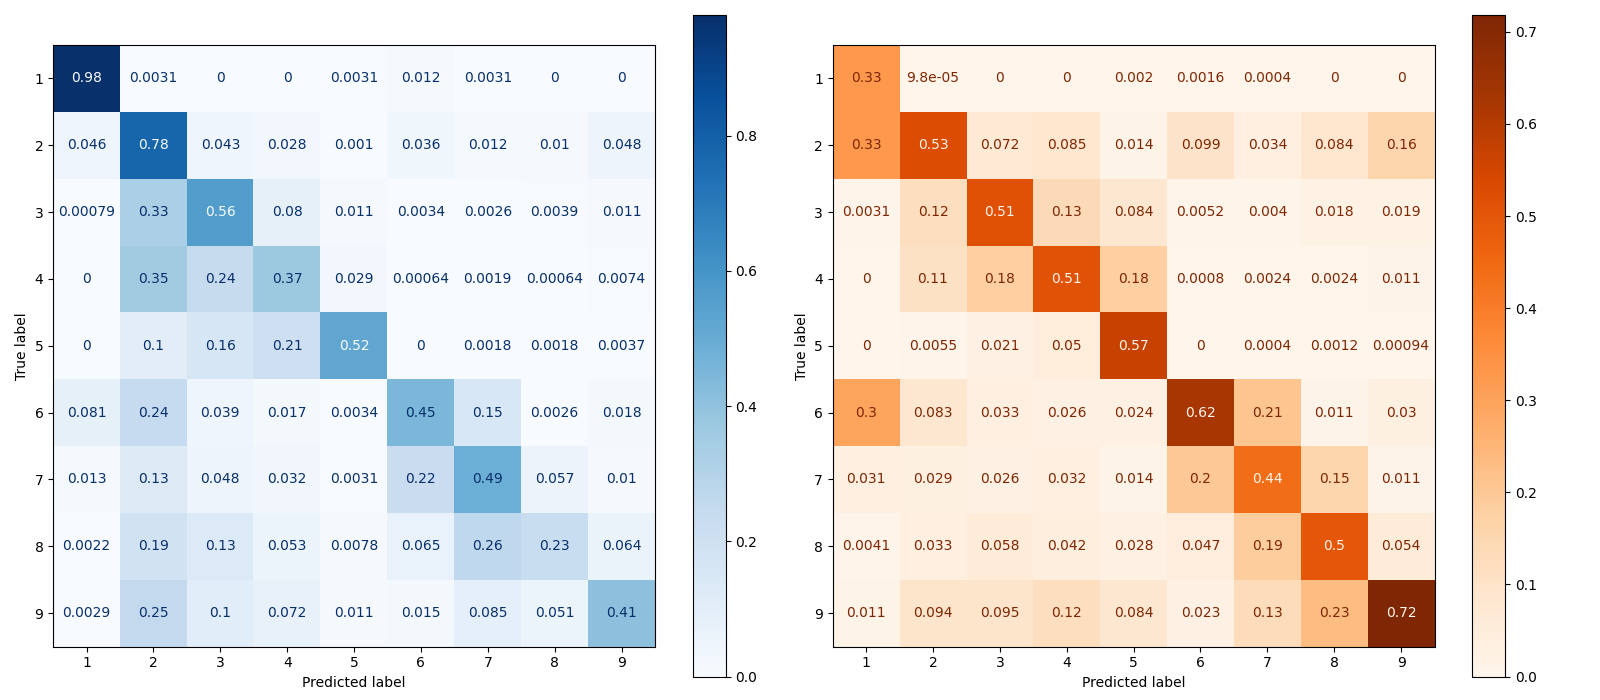 1 0.98 0.0031 0 0 0.0031 0.012 0.0031 0 0
2 0.046 0.78 0.043 0.028 0.001 0.036 0.012 0.01 0.048
3 0.00079 0.33 0.56 0.08 0.011 0.0034 0.0026 0.0039 0.011
4 0 0.35 0.24 0.37 0.029 0.00064 0.0019 0.00064 0.0074
5 0 0.1 0.16 0.21 0.52 0 0.0018 0.0018 0.0037
6 0.081 0.24 0.039 0.017 0.0034 0.45 0.15 0.0026 0.018
7 0.013 0.13 0.048 0.032 0.0031 0.22 0.49 0.057 0.01
8 0.0022 0.19 0.13 0.053 0.0078 0.065 0.26 0.23 0.064
9 0.0029 0.25 0.1 0.072 0.011 0.015 0.085 0.051 0.41
1 2 3 4 5 6 7 8 9
Predicted label
True label
0.8
0.6
0.4
0.2
0.0
1 0.33 9.8e-05 0 0 0.002 0.0016 0.0004 0 0
2 0.33 0.53 0.072 0.085 0.014 0.099 0.034 0.084 0.16
3 0.0031 0.12 0.51 0.13 0.084 0.0052 0.004 0.018 0.019
4 0 0.11 0.18 0.51 0.18 0.0008 0.0024 0.0024 0.011
5 0 0.0055 0.021 0.05 0.57 0 0.0004 0.0012 0.00094
6 0.3 0.083 0.033 0.026 0.024 0.62 0.21 0.011 0.03
7 0.031 0.029 0.026 0.032 0.014 0.2 0.44 0.15 0.011
8 0.0041 0.033 0.058 0.042 0.028 0.047 0.19 0.5 0.054
9 0.011 0.094 0.095 0.12 0.084 0.023 0.13 0.23 0.72
1 2 3 4 5 6 7 8 9
Predicted label
True label
0.7
0.6
0.5
0.4
0.3
0.2
0.1
0.0